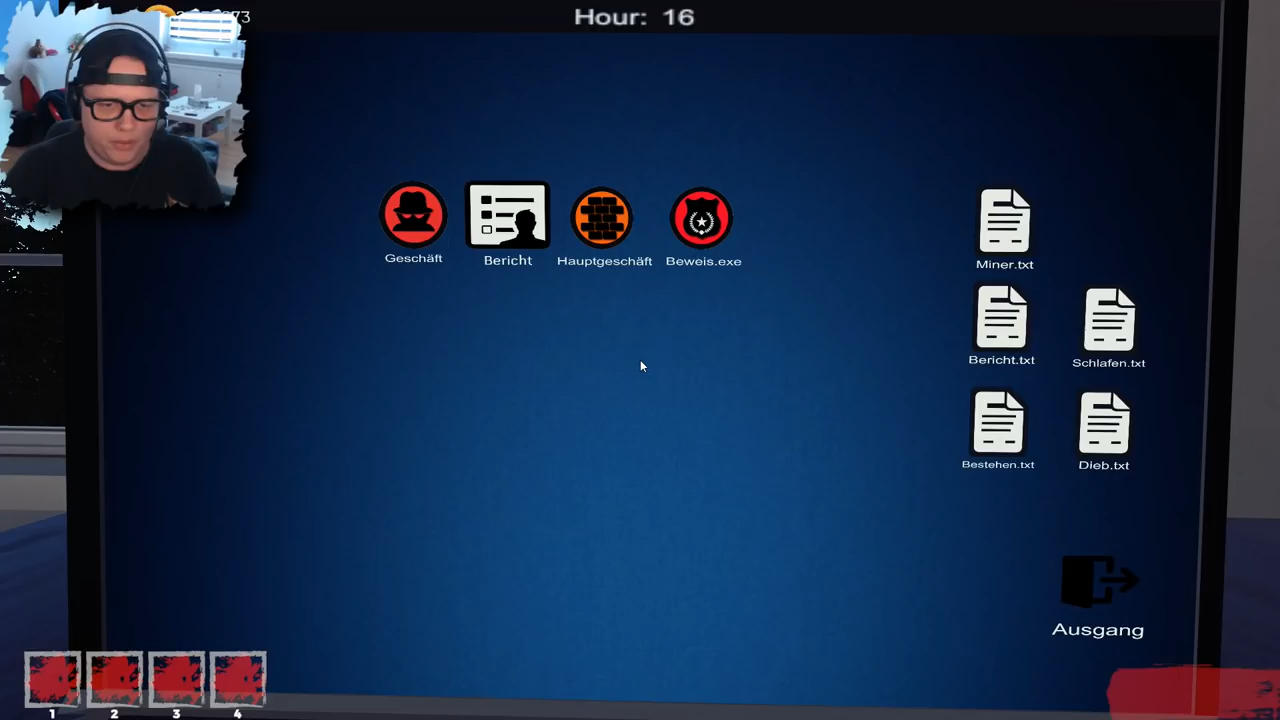 Hour: 16
Geschäft
Bericht
Hauptgeschäft
Beweis.exe
Miner.txt
Bericht.txt
Schlafen.txt
Bestehen.txt
Dieb.txt
Ausgang
1
2
3
4